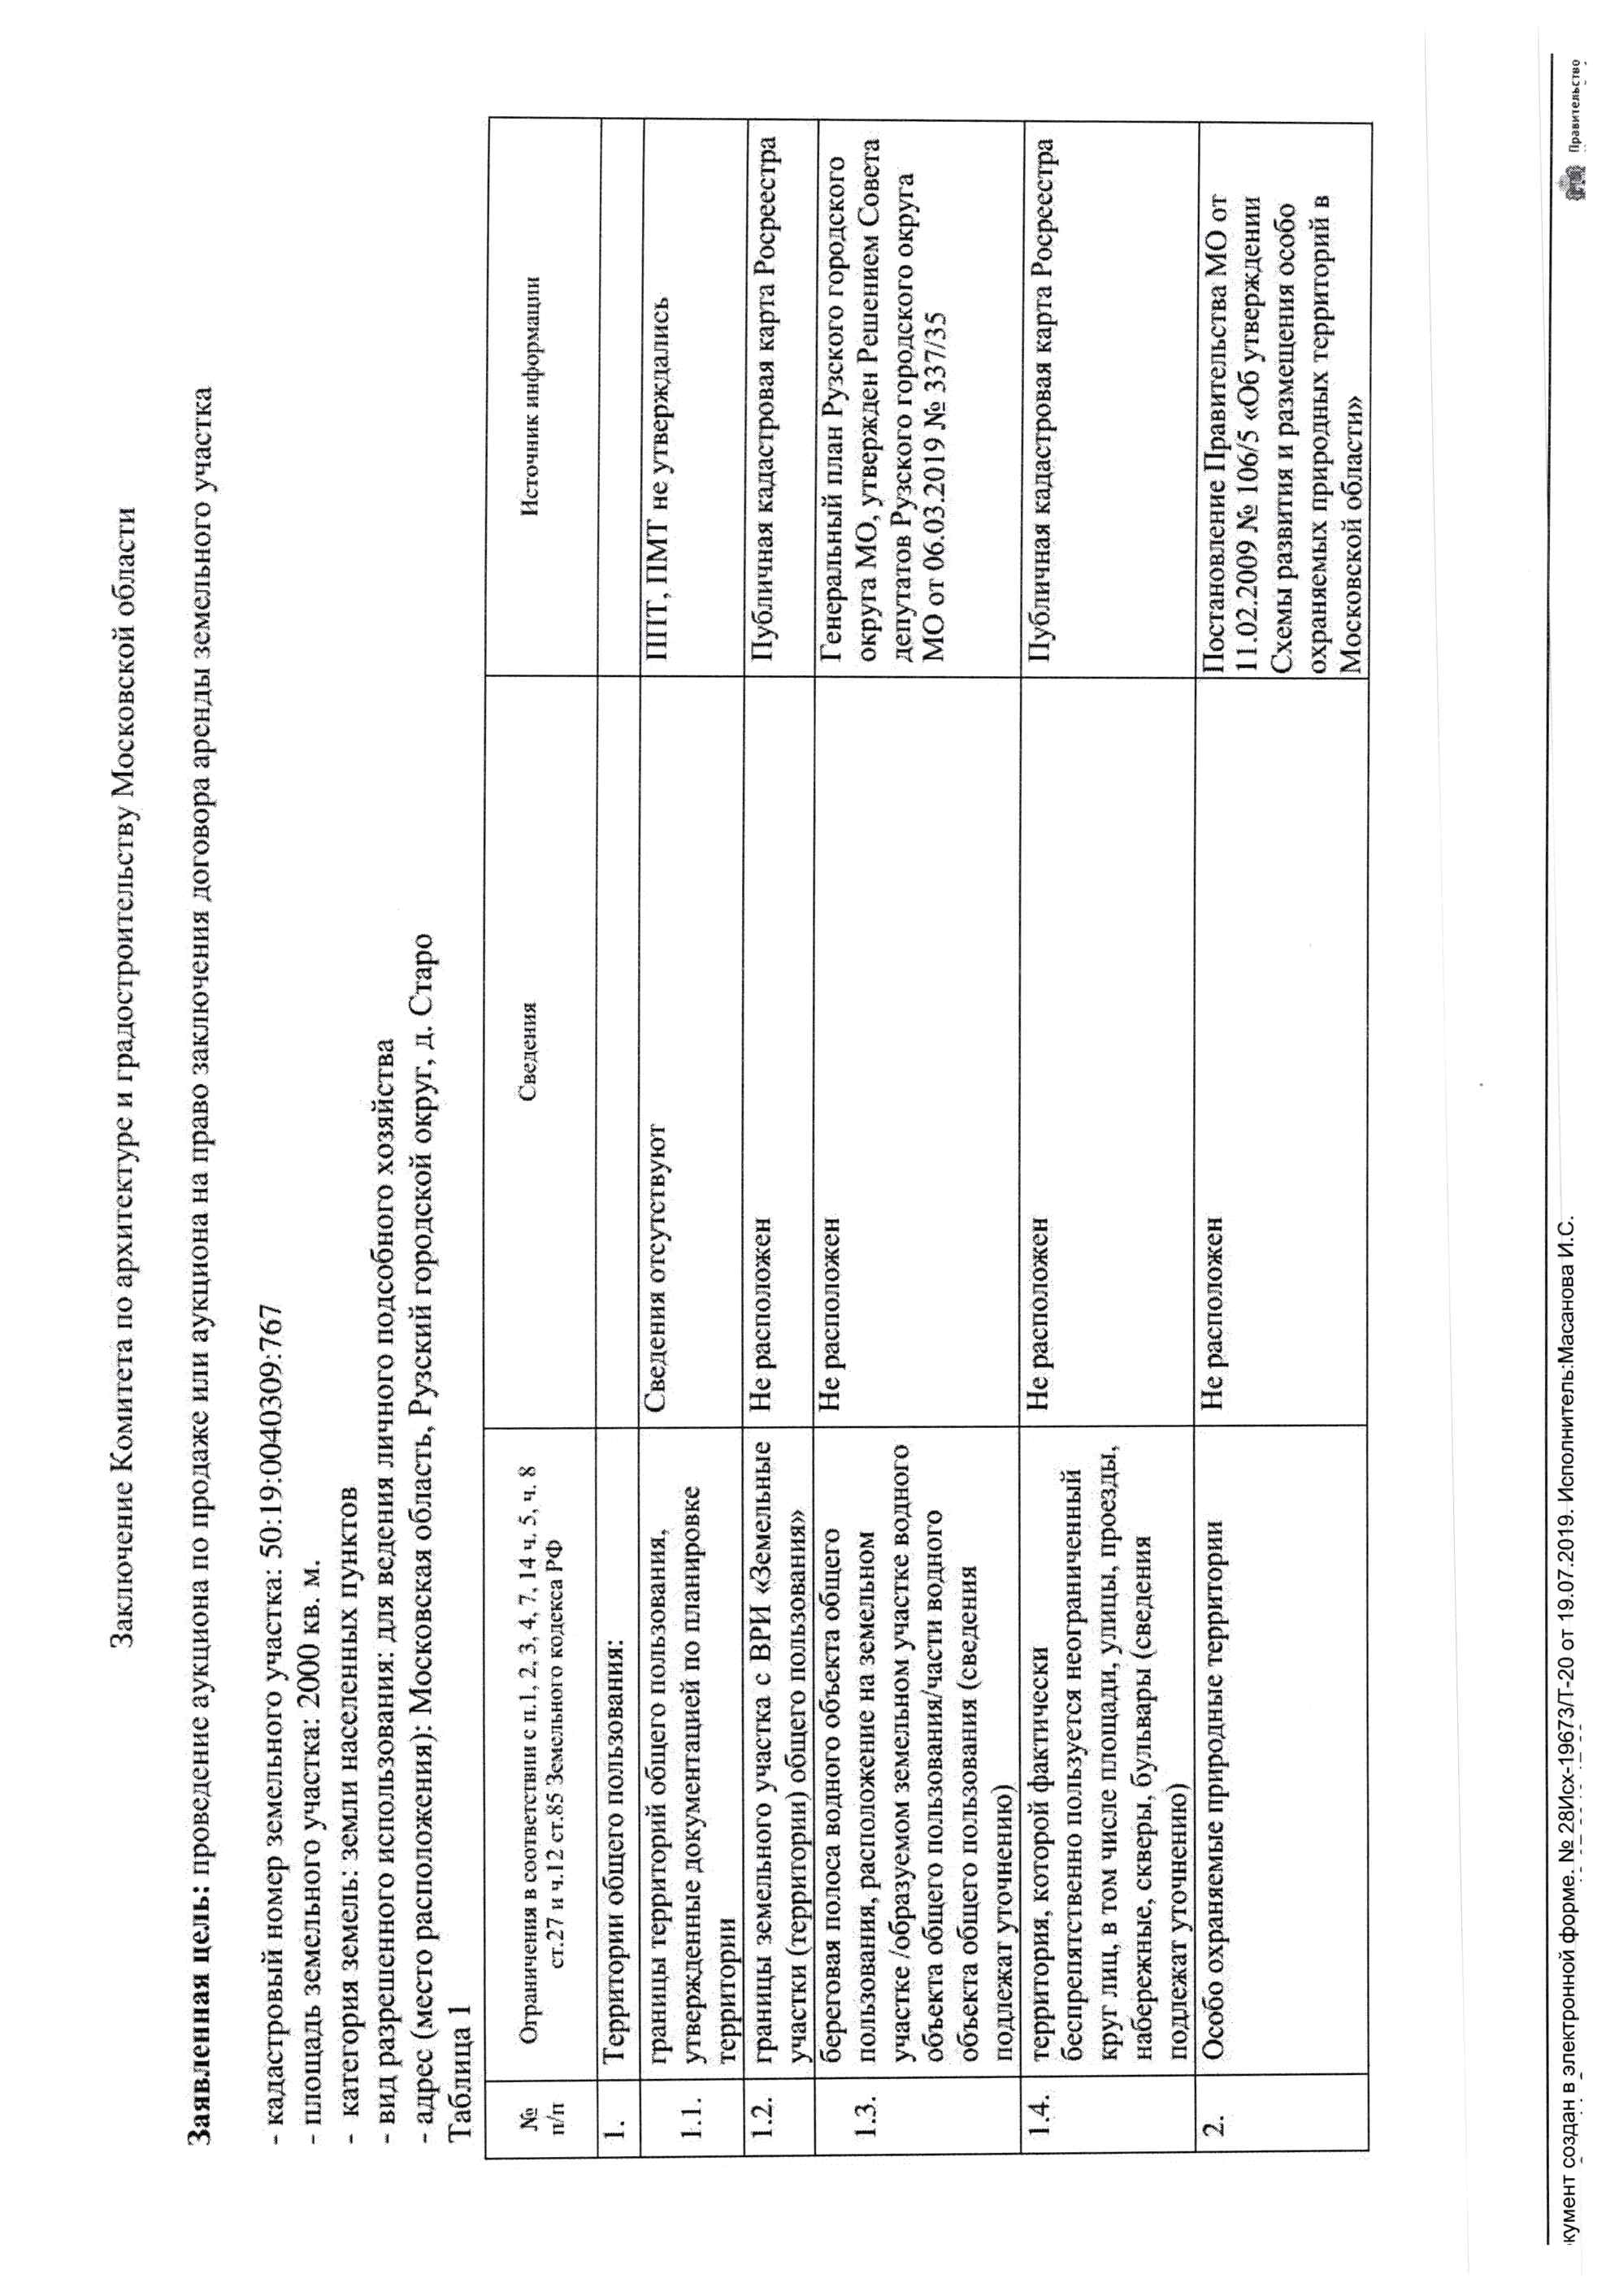 Заключение Комитета по архитектуре и градостроительству Московской области
Заявленная цель: проведение аукциона по продаже или аукциона на право заключения договора аренды земельного участка
- кадастровый номер земельного участка: 50:19:0040309:767
- площадь земельного участка: 2000 кв. м.
- категория земель: земли населенных пунктов
- вид разрешенного использования: для ведения личного подсобного хозяйства
- адрес (место расположения): Московская область, Рузский городской округ, д. Старо
Таблица 1
№
п/п
Ограничения в соответствии с п.1, 2, 3, 4, 7, 14 ч. 5, ч. 8
ст.27 и ч.12 ст.85 Земельного кодекса РФ
Сведения
Источник информации
1.
Территории общего пользования:
1.1.
границы территорий общего пользования,
утвержденные документацией по планировке
территории
Сведения отсутствуют
ППТ, ПМТ не утверждались
1.2.
границы земельного участка с ВРИ «Земельные
участки (территории) общего пользования»
Не расположен
Публичная кадастровая карта Росреестра
1.3.
береговая полоса водного объекта общего
пользования, расположение на земельном
участке /образуемом земельном участке водного
объекта общего пользования/части водного
объекта общего пользования (сведения
подлежат уточнению)
Не расположен
Генеральный план Рузского городского
округа МО, утвержден Решением Совета
депутатов Рузского городского округа
МО от 06.03.2019 № 337/35
1.4.
территория, которой фактически
беспрепятственно пользуется неограниченный
круг лиц, в том числе площади, улицы, проезды,
набережные, скверы, бульвары (сведения
подлежат уточнению)
Не расположен
Публичная кадастровая карта Росреестра
2.
Особо охраняемые природные территории
Не расположен
Постановление Правительства МО от
11.02.2009 № 106/5 «Об утверждении
Схемы развития и размещения особо
охраняемых природных территорий в
Московской области»
кумент создан в электронной форме. № 28Исх-19673/Т-20 от 19.07.2019. Исполнитель:Масанова И.С.
Правительство